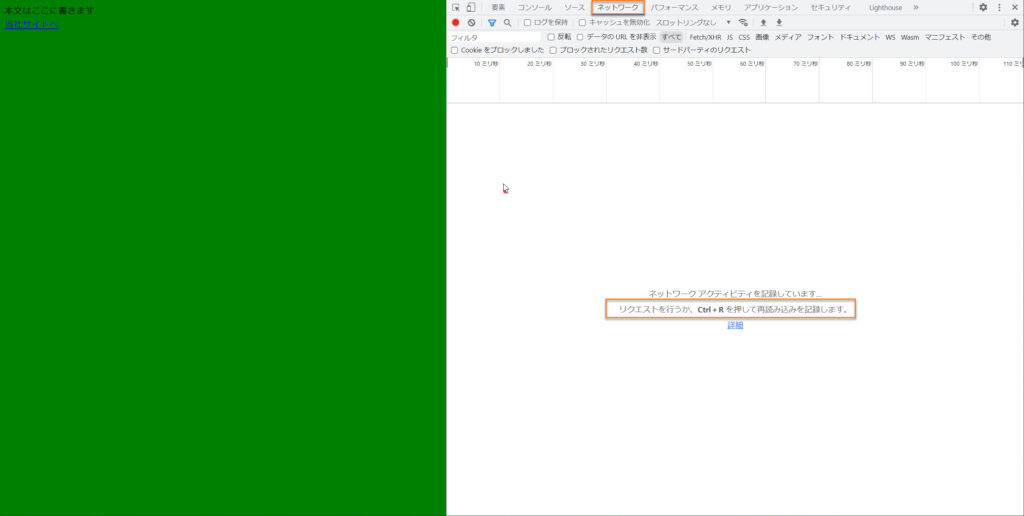 本文はここに書きます
当社サイトへ
要素 コンソール ソース ネットワーク パフォーマンス メモリ アプリケーション セキュリティ Lighthouse »
ログを保持 キャッシュを無効化 スロットリングなし
フィルタ 反転 データの URL を非表示 すべて Fetch/XHR JS CSS 画像 メディア フォント ドキュメント WS Wasm マニフェスト その他
Cookie をブロックしました ブロックされたリクエスト数 サードパーティのリクエスト
10 ミリ秒 20 ミリ秒 30 ミリ秒 40 ミリ秒 50 ミリ秒 60 ミリ秒 70 ミリ秒 80 ミリ秒 90 ミリ秒 100 ミリ秒 110 ミリ
ネットワーク アクティビティを記録しています...
リクエストを行うか、Ctrl + R を押して再読み込みを記録します。
詳細